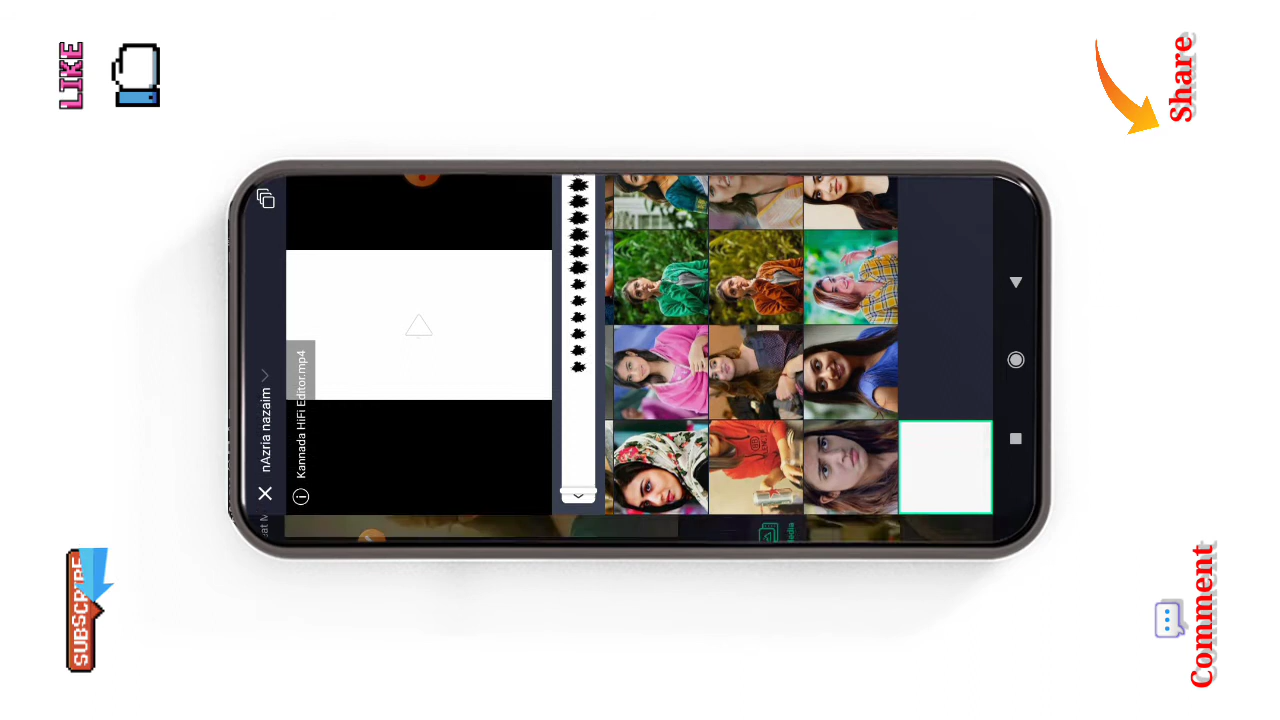 LIKE
Share
nAzria nazaim
Kannada HiFi Editor.mp4
SUBSCRIBE
Comment